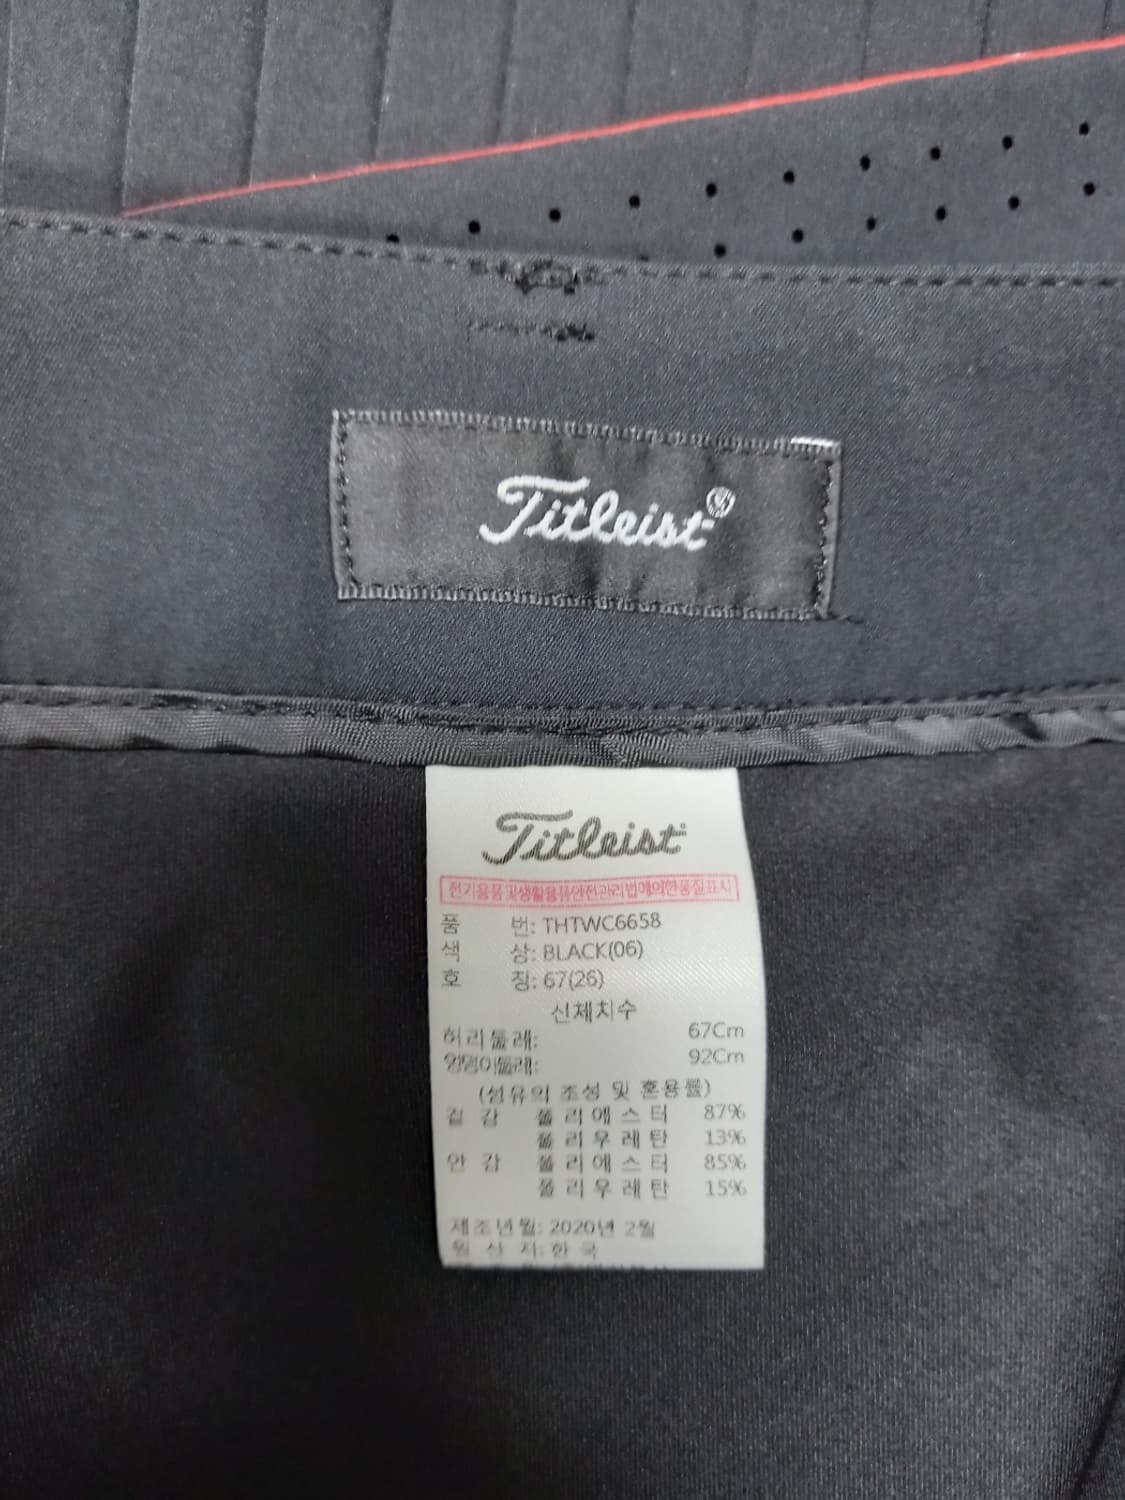 Titleist®
Titleist
전기용품및생활용품안전관리법에의한품질표시
품 번: THTWC6658
색 상: BLACK(06)
호 칭: 67(26)
신체치수
허리둘레: 67Cm
엉덩이둘레: 92Cm
(섬유의 조성 및 혼용률)
겉 감 폴리에스터 87%
폴리우레탄 13%
안 감 폴리에스터 85%
폴리우레탄 15%
제조년월: 2020년 2월
원 산 지: 한 국